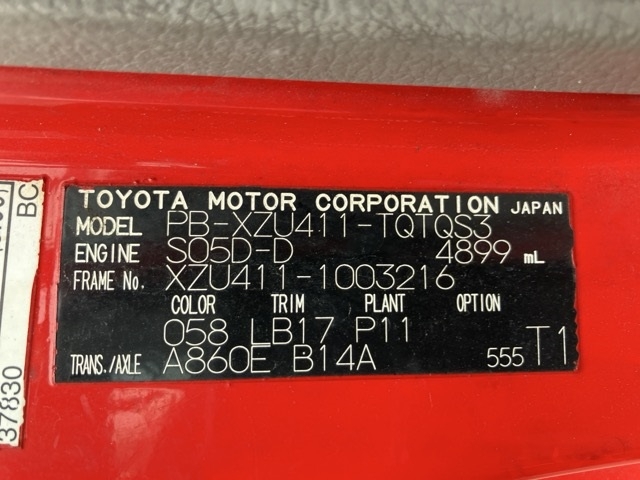 TOYOTA MOTOR CORPORATION JAPAN
MODEL PB-XZU411-TQTQS3
ENGINE S05D-D 4899 mL
FRAME No. XZU411-1003216
COLOR TRIM PLANT OPTION
058 LB17 P11
TRANS./AXLE A860E B14A 555 T1
37830
BC